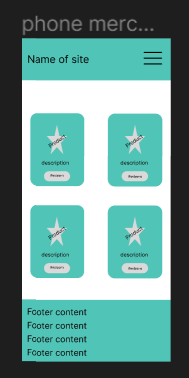 phone merc...
Name of site
Product
Product
description
description
Redeem
Redeem
Product
Product
description
description
Redeem
Redeem
Footer content
Footer content
Footer content
Footer content